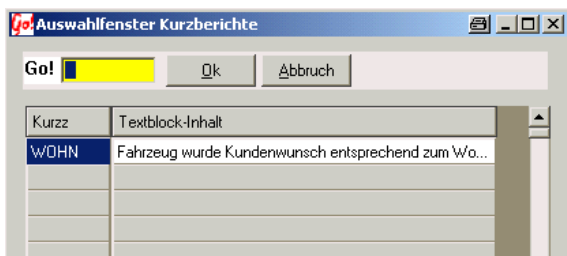 Go! Auswahlfenster Kurzberichte
Go! Ok Abbruch
Kurzz Textblock-Inhalt
WOHN Fahrzeug wurde Kundenwunsch entsprechend zum Wo...